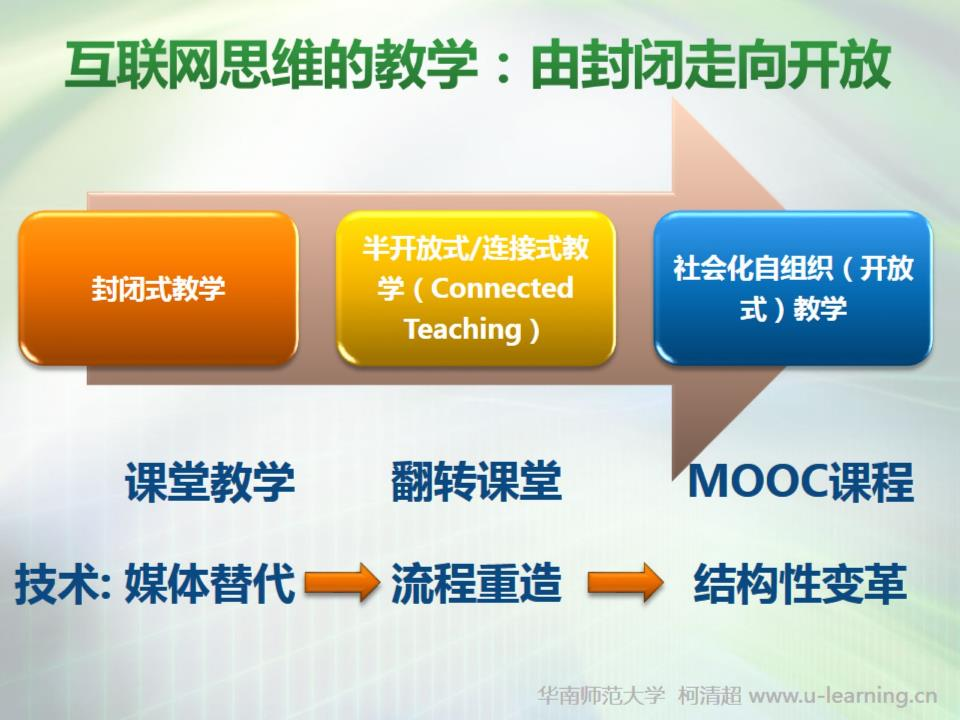 互联网思维的教学：由封闭走向开放
封闭式教学
半开放式/连接式教
学（Connected
Teaching）
社会化自组织（开放
式）教学
课堂教学 翻转课堂 MOOC课程
技术: 媒体替代 流程重造 结构性变革
华南师范大学 柯清超 www.u-learning.cn